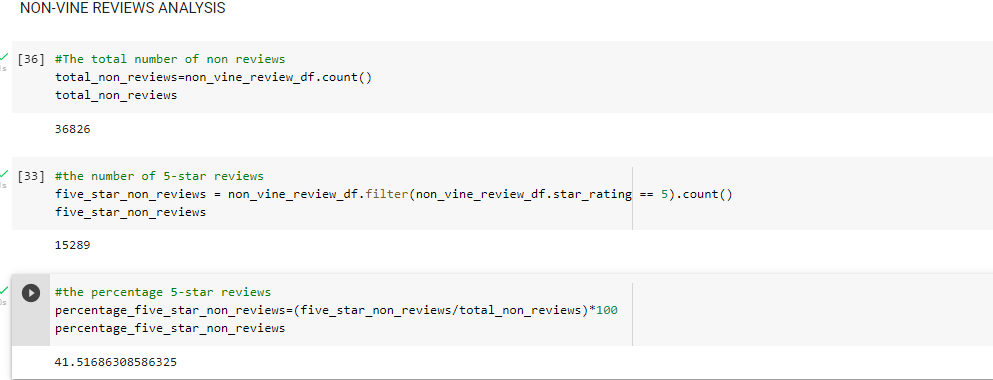 NON-VINE REVIEWS ANALYSIS
[36] #The total number of non reviews
total_non_reviews=non_vine_review_df.count()
total_non_reviews
36826
[33] #the number of 5-star reviews
five_star_non_reviews = non_vine_review_df.filter(non_vine_review_df.star_rating == 5).count()
five_star_non_reviews
15289
#the percentage 5-star reviews
percentage_five_star_non_reviews=(five_star_non_reviews/total_non_reviews)*100
percentage_five_star_non_reviews
41.51686308586325